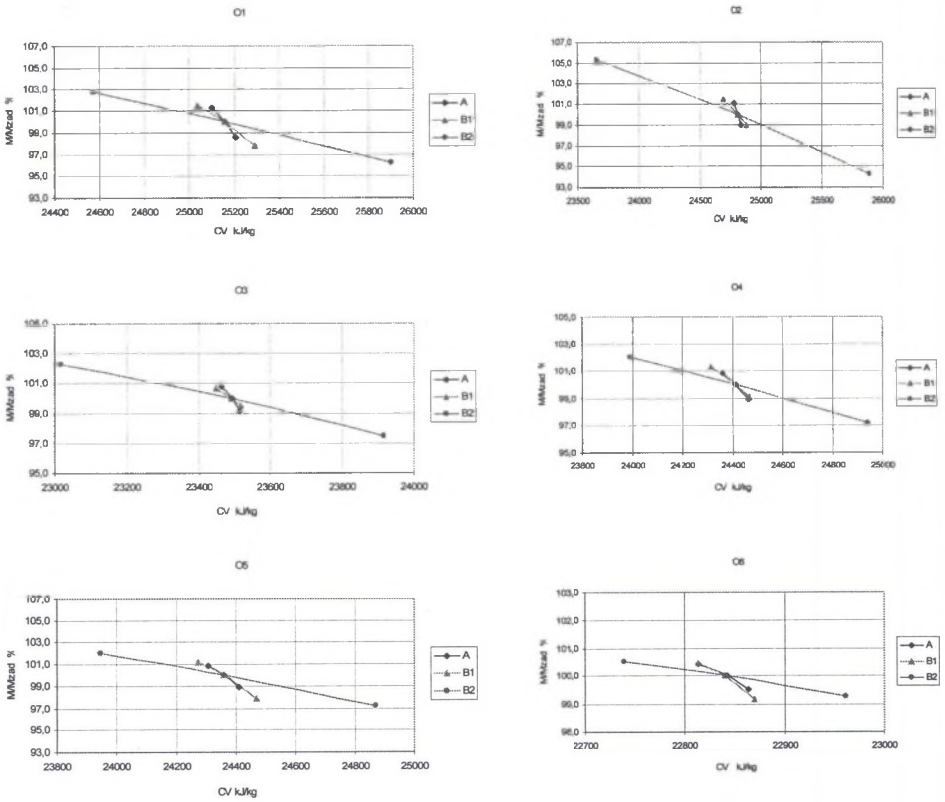 O1
107,0
105,0
103,0
101,0
99,0
97,0
95,0
93,0
M/Mzad %
24400 24600 24800 25000 25200 25400 25600 25800 26000
CV kJ/kg
A
B1
B2
O2
107,0
105,0
103,0
101,0
99,0
97,0
95,0
93,0
M/Mzad %
23500 24000 24500 25000 25500 26000
CV kJ/kg
A
B1
B2
O3
105,0
103,0
101,0
99,0
97,0
95,0
M/Mzad %
23000 23200 23400 23600 23800 24000
CV kJ/kg
A
B1
B2
O4
105,0
103,0
101,0
99,0
97,0
95,0
M/Mzad %
23800 24000 24200 24400 24600 24800 25000
CV kJ/kg
A
B1
B2
O5
107,0
105,0
103,0
101,0
99,0
97,0
95,0
93,0
M/Mzad %
23800 24000 24200 24400 24600 24800 25000
CV kJ/kg
A
B1
B2
O6
103,0
102,0
101,0
100,0
99,0
98,0
M/Mzad %
22700 22800 22900 23000
CV kJ/kg
A
B1
B2